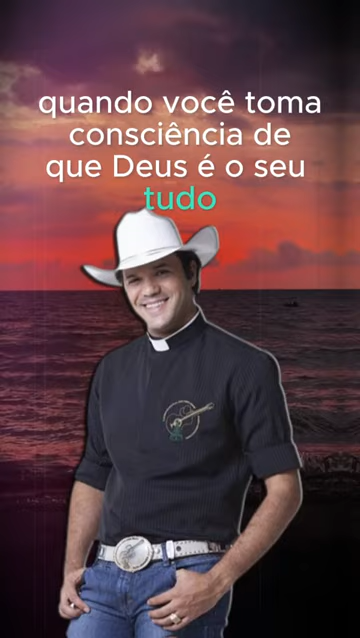 quando você toma
consciência de
que Deus é o seu
tudo